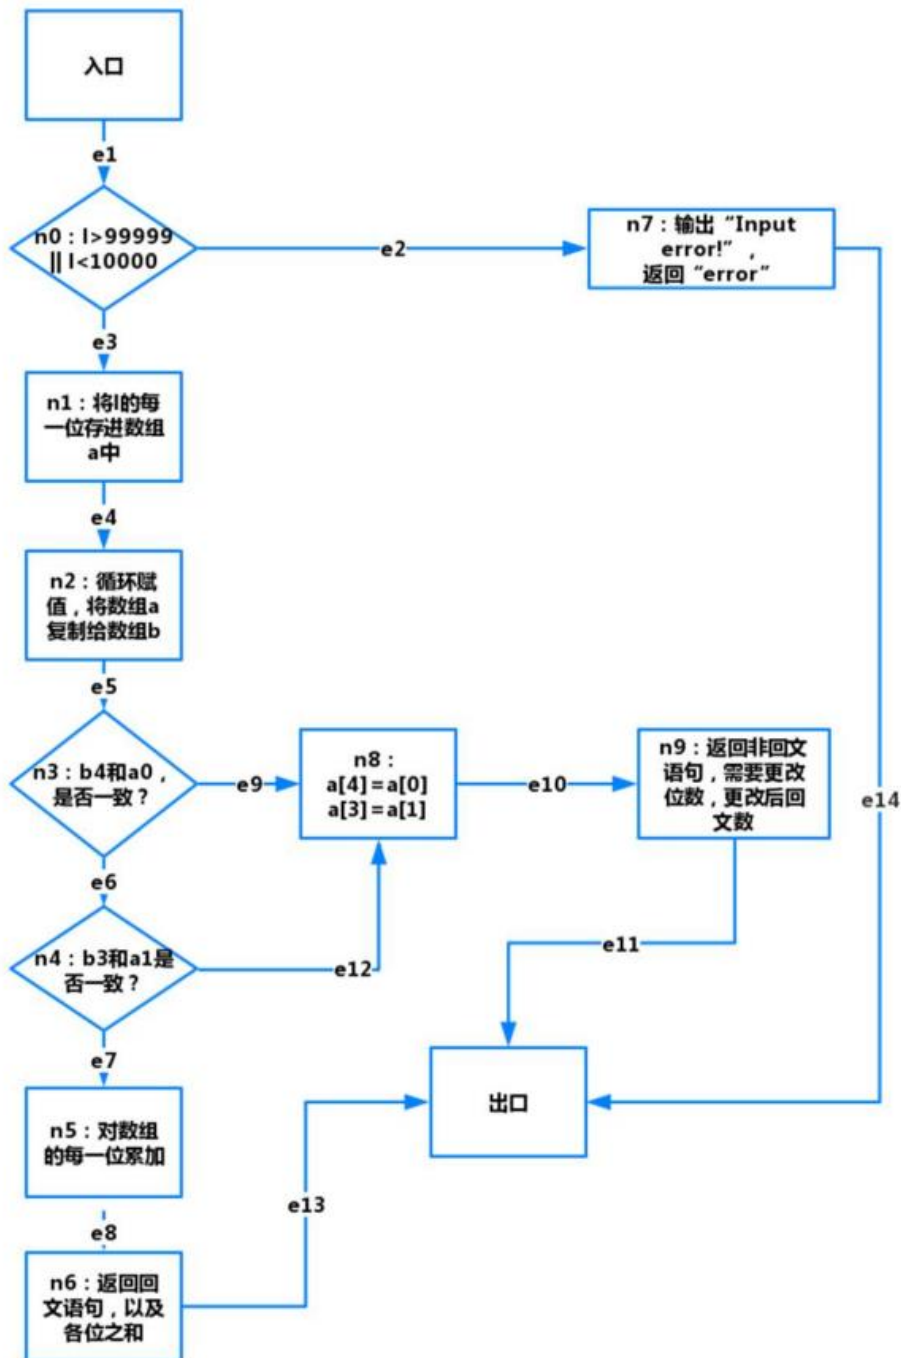 入口
e1
n0：I>99999
|| I<10000
e2
n7：输出“Input
error!”，
返回“error”
e3
n1：将I的每
一位存进数组
a中
e4
n2：循环赋
值，将数组a
复制给数组b
e5
n3：b4和a0，
是否一致？
e9
n8：
a[4]=a[0]
a[3]=a[1]
e10
n9：返回非回文
语句，需要更改
位数，更改后回
文数
e14
e6
n4：b3和a1是
否一致？
e12
e11
e7
出口
n5：对数组
的每一位累加
e13
e8
n6：返回回
文语句，以及
各位之和